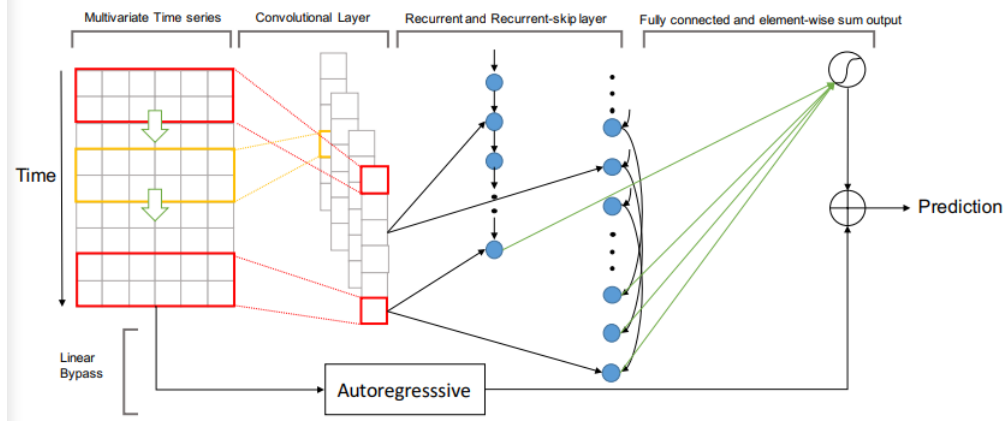 Multivariate Time series
Convolutional Layer
Recurrent and Recurrent-skip layer
Fully connected and element-wise sum output
Time
Prediction
Linear
Bypass
Autoregresssive